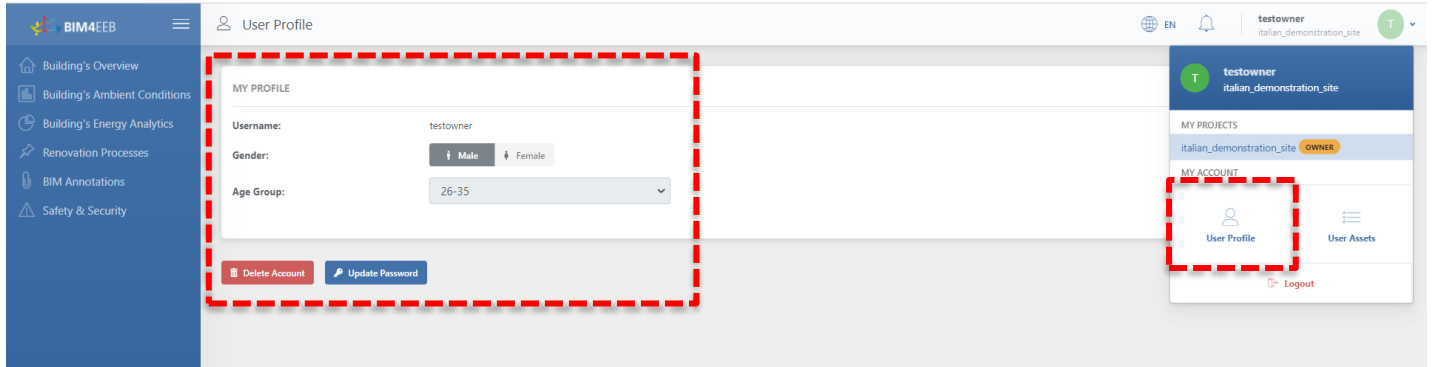 BIM4EEB
User Profile
EN
testowner
italian_demonstration_site
T
Building's Overview
Building's Ambient Conditions
Building's Energy Analytics
Renovation Processes
BIM Annotations
Safety & Security
MY PROFILE
Username: testowner
Gender: Male Female
Age Group: 26-35
Delete Account Update Password
T
testowner
italian_demonstration_site
MY PROJECTS
italian_demonstration_site OWNER
MY ACCOUNT
User Profile User Assets
Logout